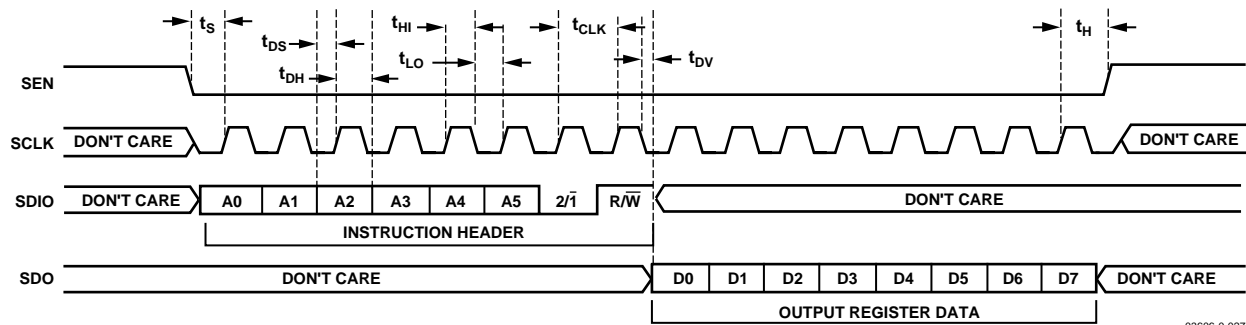 tS tHI tCLK tH
tDS
tLO tDV
tDH
SEN
SCLK DON'T CARE DON'T CARE
SDIO DON'T CARE A0 A1 A2 A3 A4 A5 2/1̅ R/W̅ DON'T CARE
INSTRUCTION HEADER
SDO DON'T CARE D0 D1 D2 D3 D4 D5 D6 D7 DON'T CARE
OUTPUT REGISTER DATA